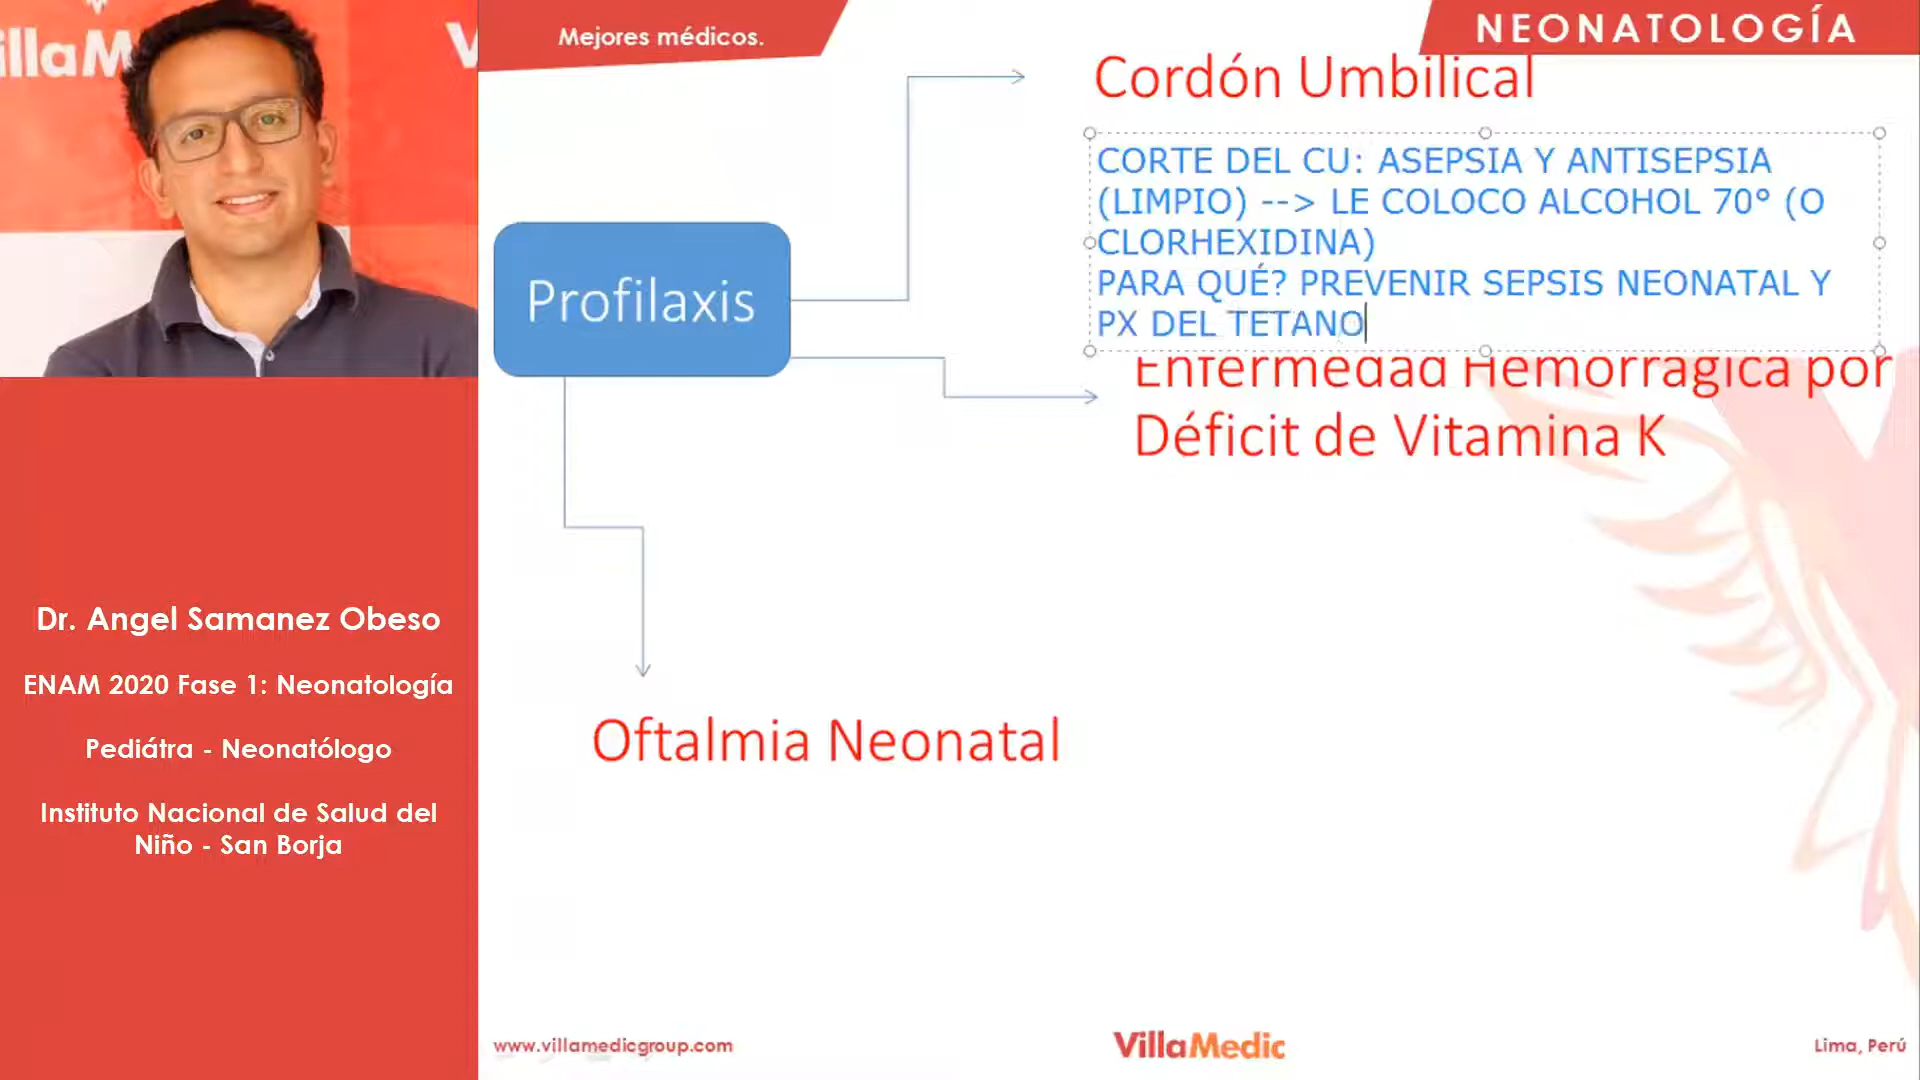 illaM
V
Mejores médicos.
NEONATOLOGÍA
Cordón Umbilical
CORTE DEL CU: ASEPSIA Y ANTISEPSIA
(LIMPIO) --> LE COLOCO ALCOHOL 70° (O
CLORHEXIDINA)
PARA QUÉ? PREVENIR SEPSIS NEONATAL Y
PX DEL TETANO
Profilaxis
Enfermedad Hemorrágica por
Déficit de Vitamina K
Oftalmia Neonatal
Dr. Angel Samanez Obeso
ENAM 2020 Fase 1: Neonatología
Pediátra - Neonatólogo
Instituto Nacional de Salud del
Niño - San Borja
www.villamedicgroup.com
VillaMedic
Lima, Perú